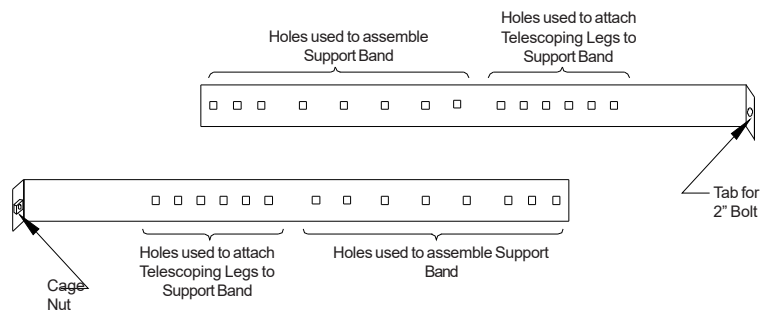 Holes used to assemble
Support Band
Holes used to attach
Telescoping Legs to
Support Band
Tab for
2” Bolt
Holes used to attach
Telescoping Legs to
Support Band
Holes used to assemble Support
Band
Cage
Nut